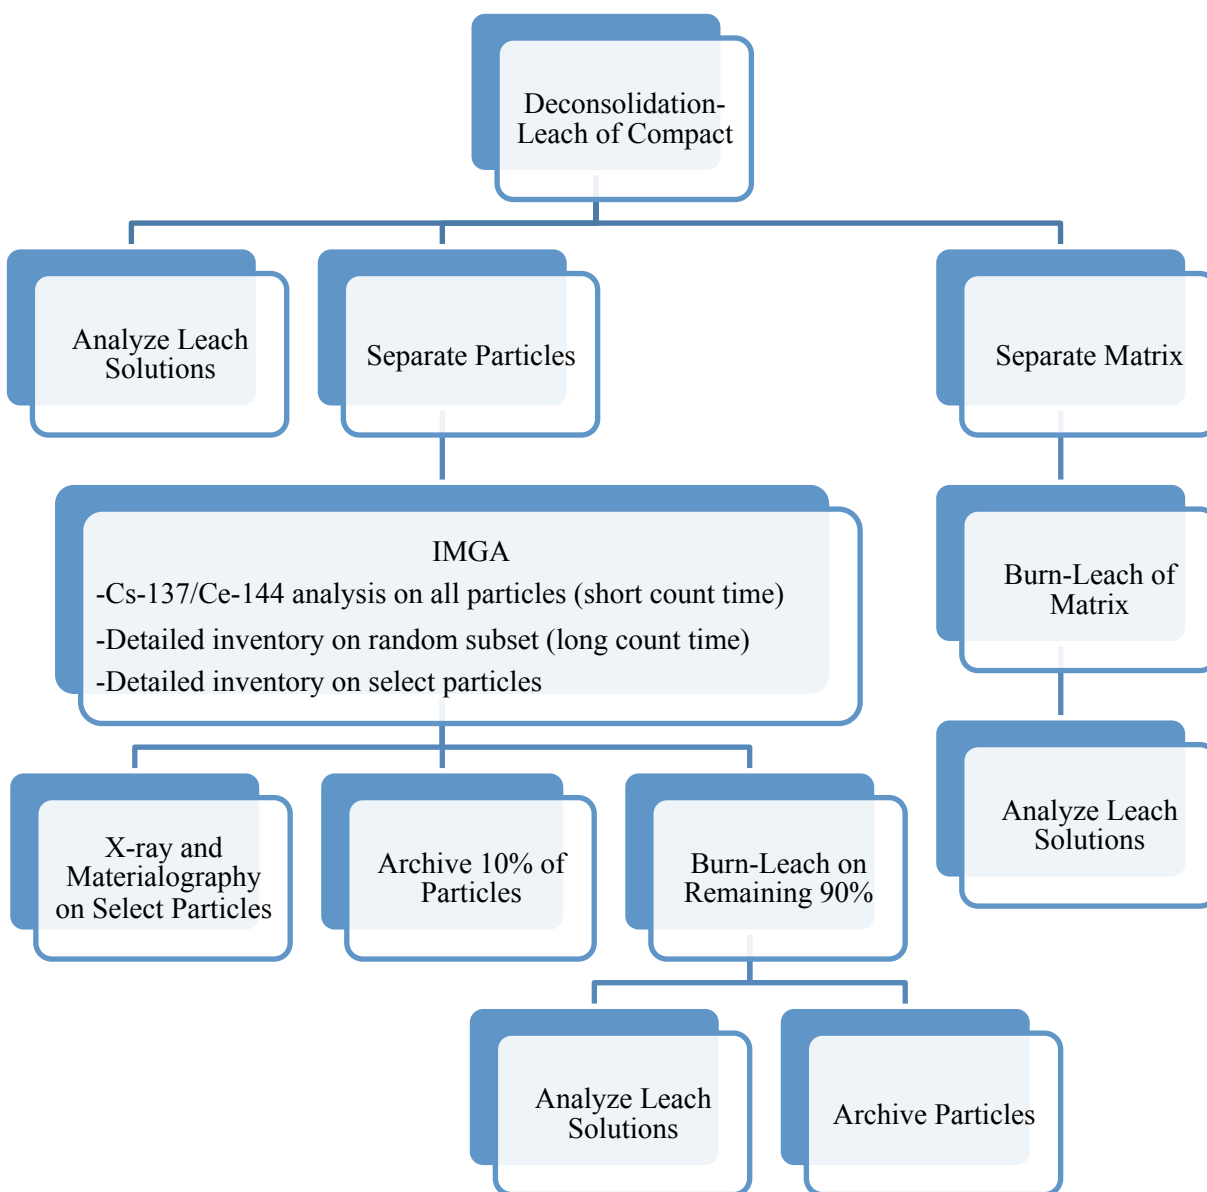 Deconsolidation-
Leach of Compact
Analyze Leach
Solutions
Separate Particles
Separate Matrix
IMGA
-Cs-137/Ce-144 analysis on all particles (short count time)
-Detailed inventory on random subset (long count time)
-Detailed inventory on select particles
Burn-Leach of
Matrix
X-ray and
Materialography
on Select Particles
Archive 10% of
Particles
Burn-Leach on
Remaining 90%
Analyze Leach
Solutions
Analyze Leach
Solutions
Archive Particles